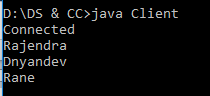 D:\DS & CC>java Client
Connected
Rajendra
Dnyandev
Rane